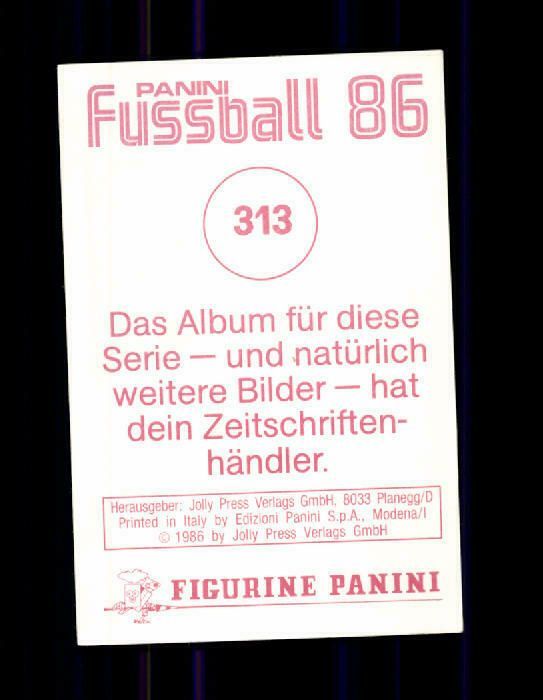 PANINI
Fussball 86
313
Das Album für diese
Serie — und natürlich
weitere Bilder — hat
dein Zeitschriften-
händler.
Herausgeber: Jolly Press Verlags GmbH, 8033 Planegg/D
Printed in Italy by Edizioni Panini S.p.A., Modena/I
© 1986 by Jolly Press Verlags GmbH
FIGURINE PANINI